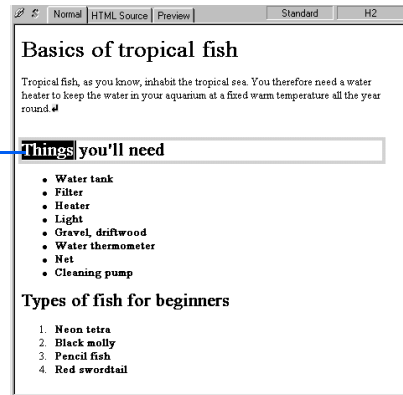 Normal HTML Source Preview Standard H2
Basics of tropical fish
Tropical fish, as you know, inhabit the tropical sea. You therefore need a water
heater to keep the water in your aquarium at a fixed warm temperature all the year
round.
Things you'll need
• Water tank
• Filter
• Heater
• Light
• Gravel, driftwood
• Water thermometer
• Net
• Cleaning pump
Types of fish for beginners
1. Neon tetra
2. Black molly
3. Pencil fish
4. Red swordtail